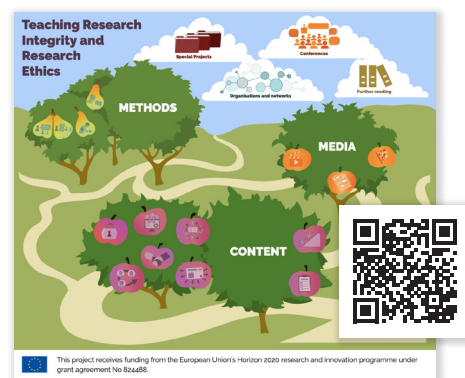 Teaching Research
Integrity and
Research
Ethics
Special Projects
Conferences
Organisations and networks
Further reading
METHODS
MEDIA
CONTENT
This project receives funding from the European Union's Horizon 2020 research and innovation programme under
grant agreement No 824488.